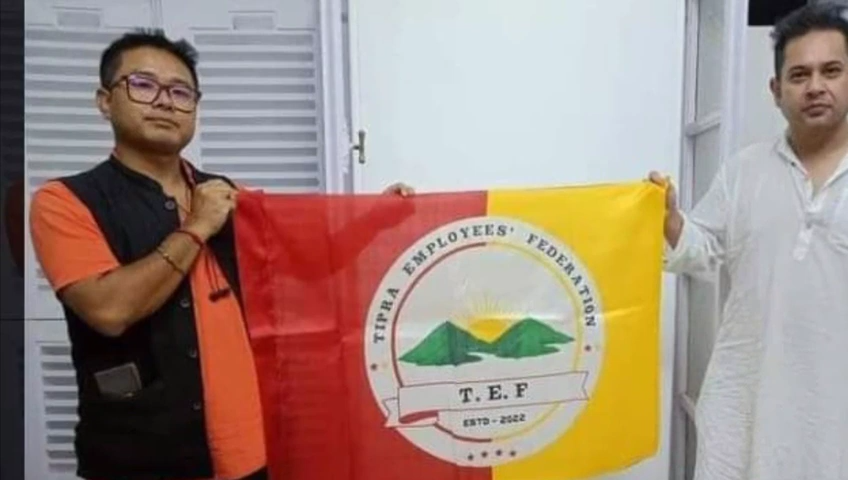 TIPRA EMPLOYEES' FEDERATION
T. E. F
ESTD - 2022